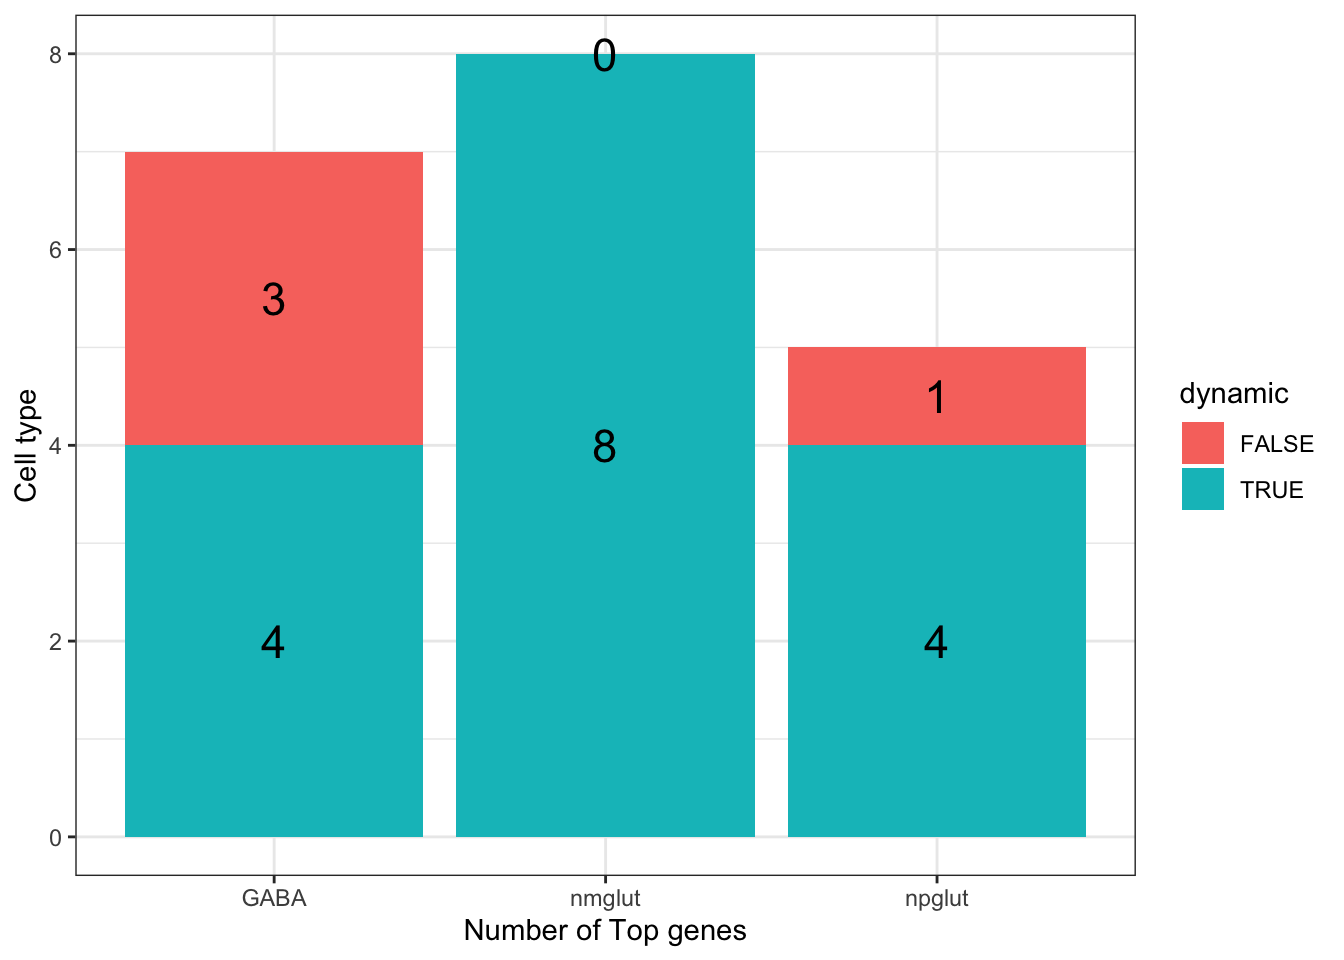 8
6
4
2
0
Cell type
0
3
8
1
4
4
GABA
nmglut
npglut
Number of Top genes
dynamic
FALSE
TRUE